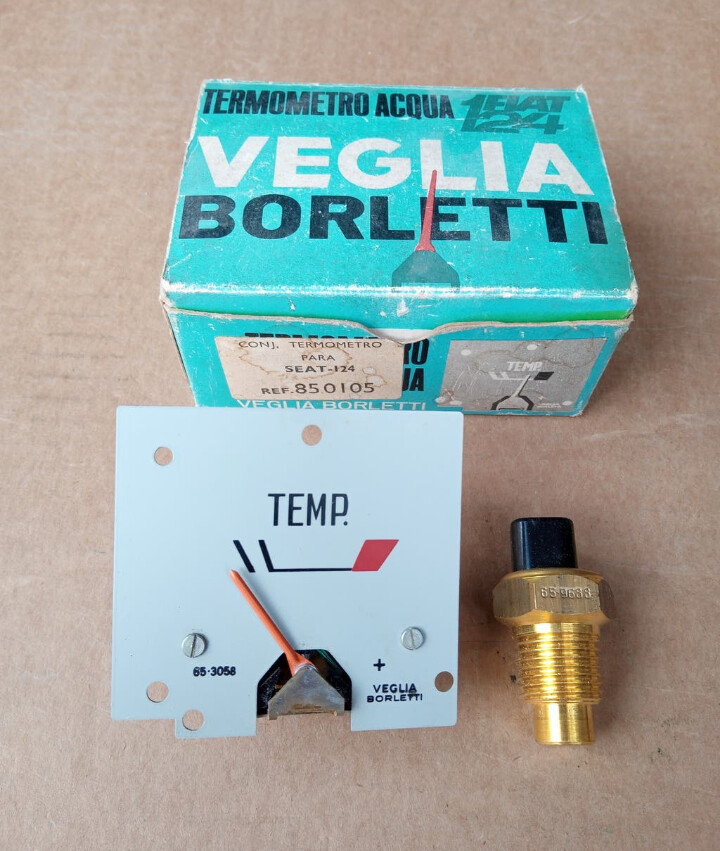 TERMOMETRO ACQUA FIAT 124
VEGLIA
BORLETTI
CONJ. TERMOMETRO
PARA
SEAT-124
REF. 850105
VEGLIA BORLETTI
TEMP.
TEMP.
65·3058
+
VEGLIA
BORLETTI
65·9688